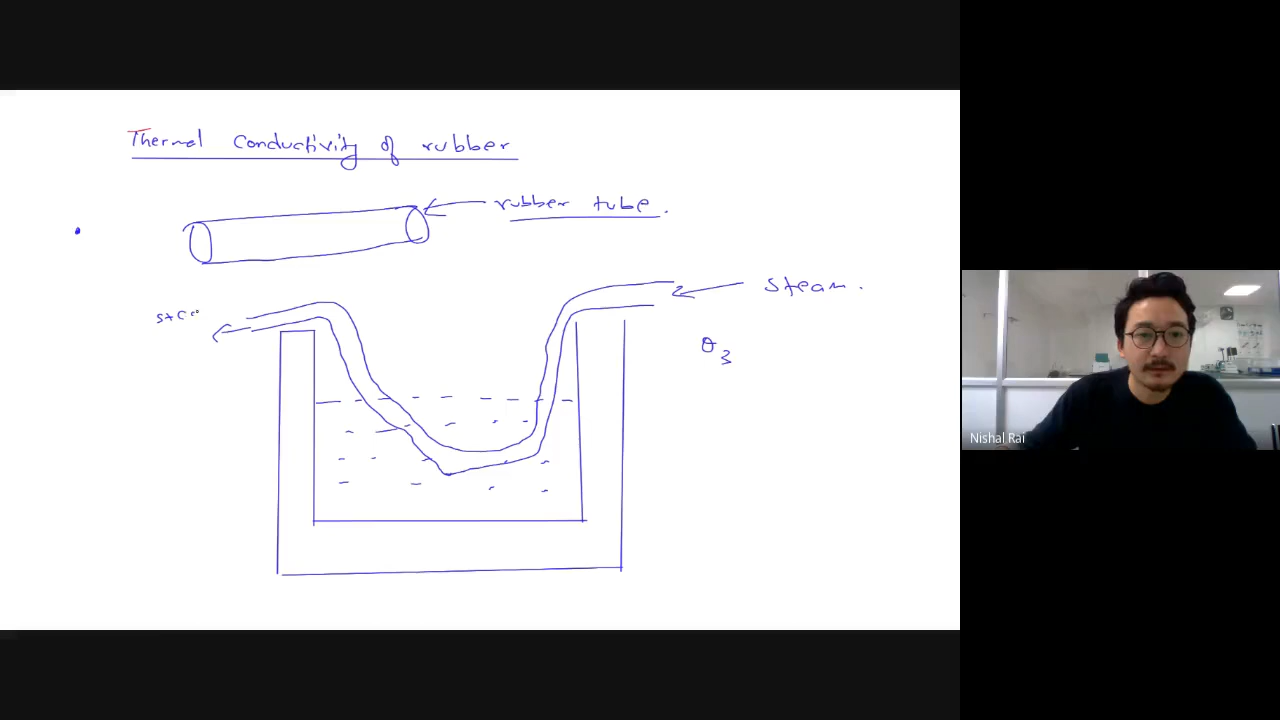 Thermal conductivity of rubber
rubber tube.
steam.
θ₃
Nishal Rai